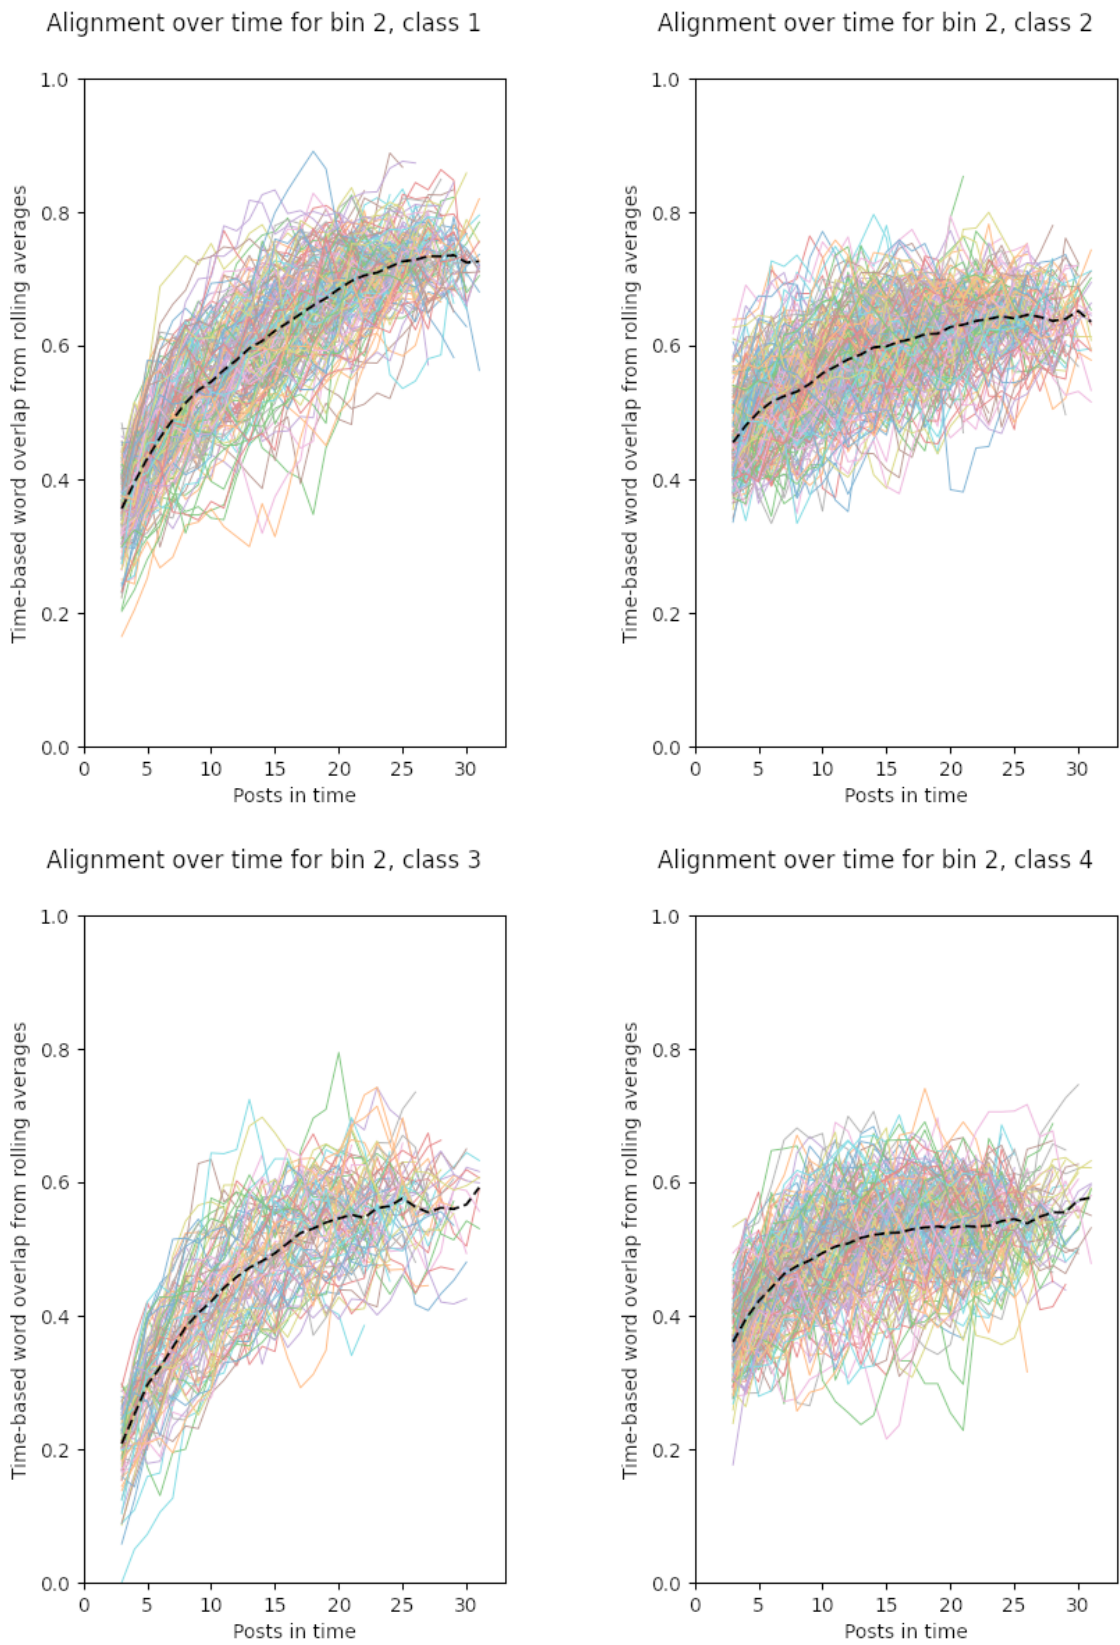 Alignment over time for bin 2, class 1
1.0
0.8
0.6
0.4
0.2
0.0
Time-based word overlap from rolling averages
0 5 10 15 20 25 30
Posts in time
Alignment over time for bin 2, class 2
1.0
0.8
0.6
0.4
0.2
0.0
Time-based word overlap from rolling averages
0 5 10 15 20 25 30
Posts in time
Alignment over time for bin 2, class 3
1.0
0.8
0.6
0.4
0.2
0.0
Time-based word overlap from rolling averages
0 5 10 15 20 25 30
Posts in time
Alignment over time for bin 2, class 4
1.0
0.8
0.6
0.4
0.2
0.0
Time-based word overlap from rolling averages
0 5 10 15 20 25 30
Posts in time